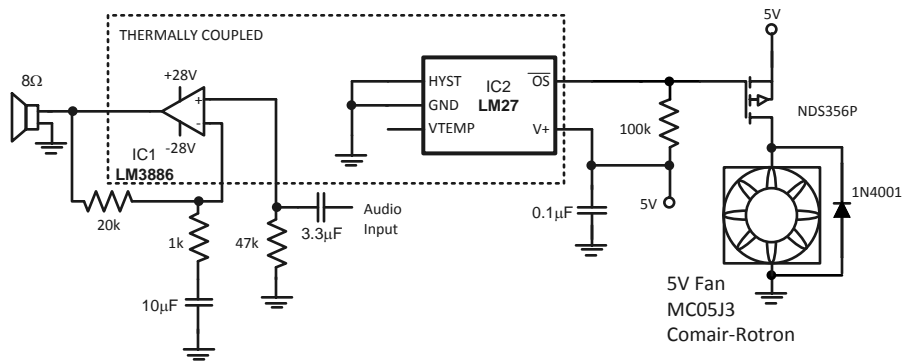 THERMALLY COUPLED
8Ω
+28V
+
-
-28V
IC1
LM3886
20k
1k
10µF
47k
3.3µF
Audio
Input
HYST
GND
VTEMP
IC2
LM27
OS
V+
100k
0.1µF
5V
5V
NDS356P
1N4001
5V Fan
MC05J3
Comair-Rotron